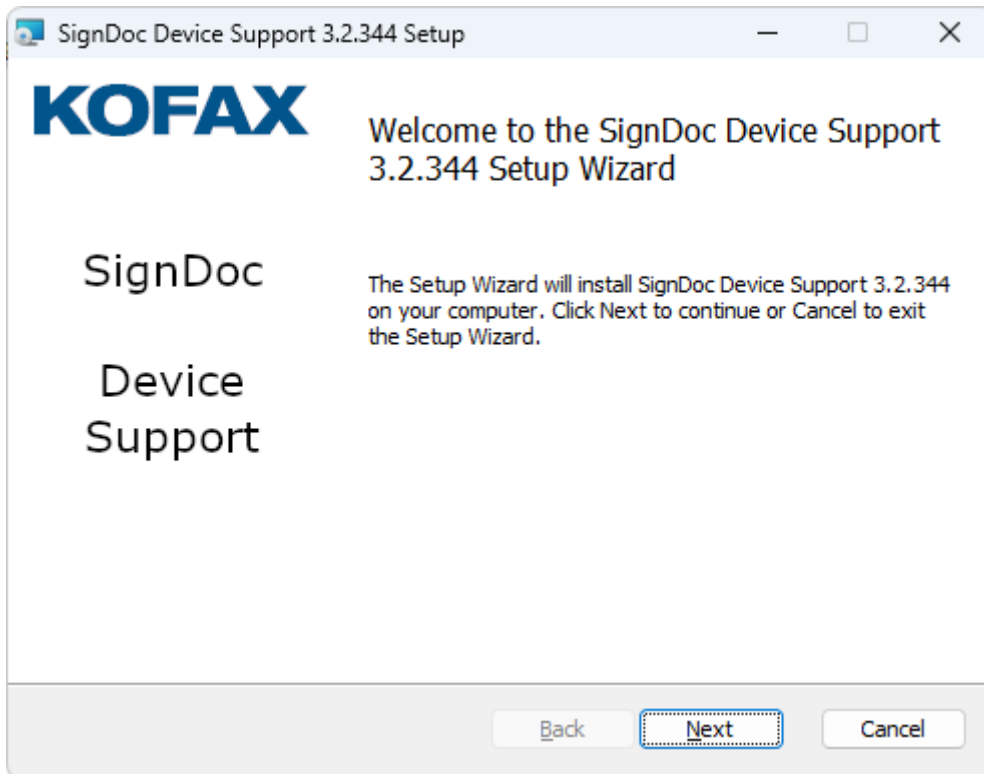 SignDoc Device Support 3.2.344 Setup
KOFAX
Welcome to the SignDoc Device Support
3.2.344 Setup Wizard
SignDoc
Device
Support
The Setup Wizard will install SignDoc Device Support 3.2.344
on your computer. Click Next to continue or Cancel to exit
the Setup Wizard.
Back
Next
Cancel